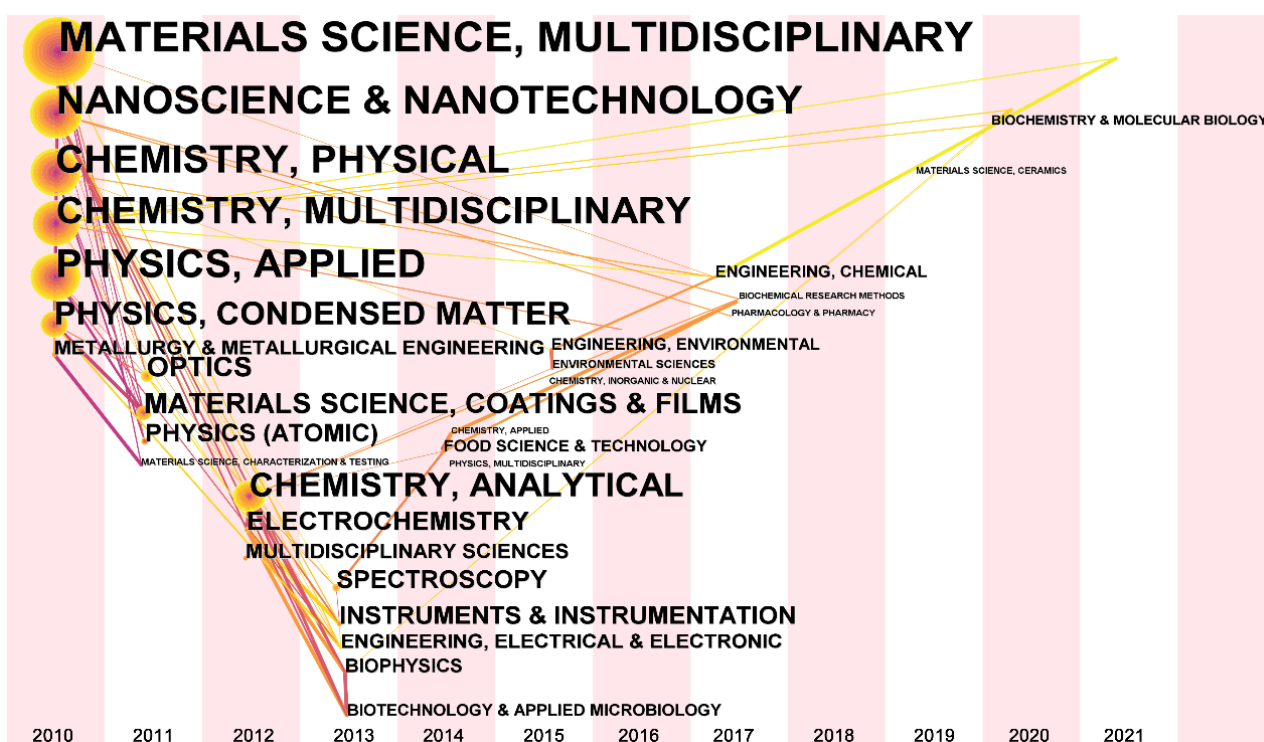 MATERIALS SCIENCE, MULTIDISCIPLINARY
NANOSCIENCE & NANOTECHNOLOGY
BIOCHEMISTRY & MOLECULAR BIOLOGY
CHEMISTRY, PHYSICAL
MATERIALS SCIENCE, CERAMICS
CHEMISTRY, MULTIDISCIPLINARY
PHYSICS, APPLIED
ENGINEERING, CHEMICAL
BIOCHEMICAL RESEARCH METHODS
PHYSICS, CONDENSED MATTER
PHARMACOLOGY & PHARMACY
METALLURGY & METALLURGICAL ENGINEERING
ENGINEERING, ENVIRONMENTAL
OPTICS
ENVIRONMENTAL SCIENCES
CHEMISTRY, INORGANIC & NUCLEAR
MATERIALS SCIENCE, COATINGS & FILMS
PHYSICS (ATOMIC)
CHEMISTRY, APPLIED
FOOD SCIENCE & TECHNOLOGY
MATERIALS SCIENCE, CHARACTERIZATION & TESTING
PHYSICS, MULTIDISCIPLINARY
CHEMISTRY, ANALYTICAL
ELECTROCHEMISTRY
MULTIDISCIPLINARY SCIENCES
SPECTROSCOPY
INSTRUMENTS & INSTRUMENTATION
ENGINEERING, ELECTRICAL & ELECTRONIC
BIOPHYSICS
BIOTECHNOLOGY & APPLIED MICROBIOLOGY
2010 2011 2012 2013 2014 2015 2016 2017 2018 2019 2020 2021